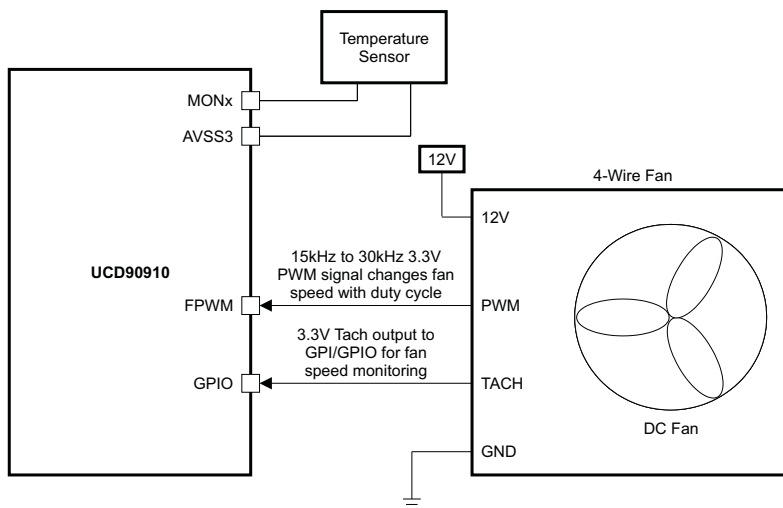 Temperature
Sensor
MONx
AVSS3
12V
4-Wire Fan
12V
UCD90910
15kHz to 30kHz 3.3V
PWM signal changes fan
speed with duty cycle
FPWM
PWM
3.3V Tach output to
GPI/GPIO for fan
speed monitoring
GPIO
TACH
DC Fan
GND